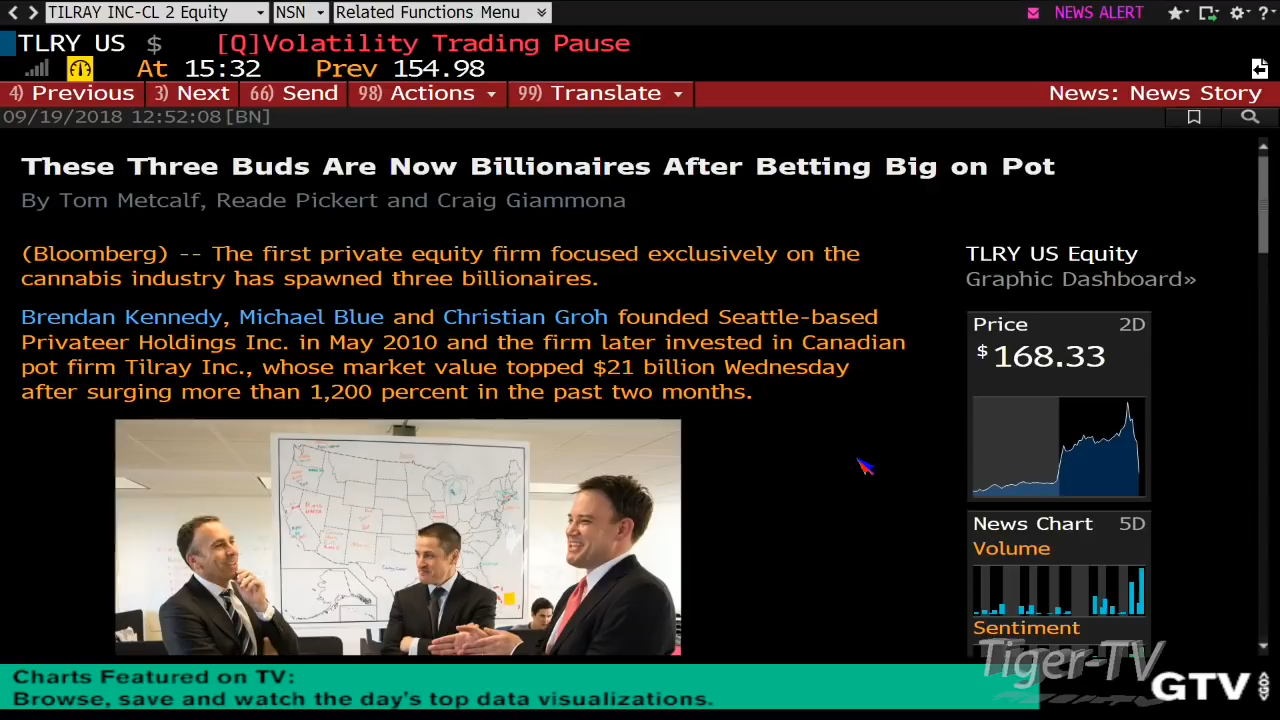 TILRAY INC-CL 2 Equity NSN Related Functions Menu NEWS ALERT
TLRY US $ [Q]Volatility Trading Pause
At 15:32 Prev 154.98
4) Previous 3) Next 66) Send 98) Actions 99) Translate News: News Story
09/19/2018 12:52:08 [BN]
These Three Buds Are Now Billionaires After Betting Big on Pot
By Tom Metcalf, Reade Pickert and Craig Giammona
(Bloomberg) -- The first private equity firm focused exclusively on the
cannabis industry has spawned three billionaires.
Brendan Kennedy, Michael Blue and Christian Groh founded Seattle-based
Privateer Holdings Inc. in May 2010 and the firm later invested in Canadian
pot firm Tilray Inc., whose market value topped $21 billion Wednesday
after surging more than 1,200 percent in the past two months.
TLRY US Equity
Graphic Dashboard»
Price 2D
$168.33
News Chart 5D
Volume
Sentiment
Tiger-TV
Charts Featured on TV:
Browse, save and watch the day's top data visualizations.
GTV